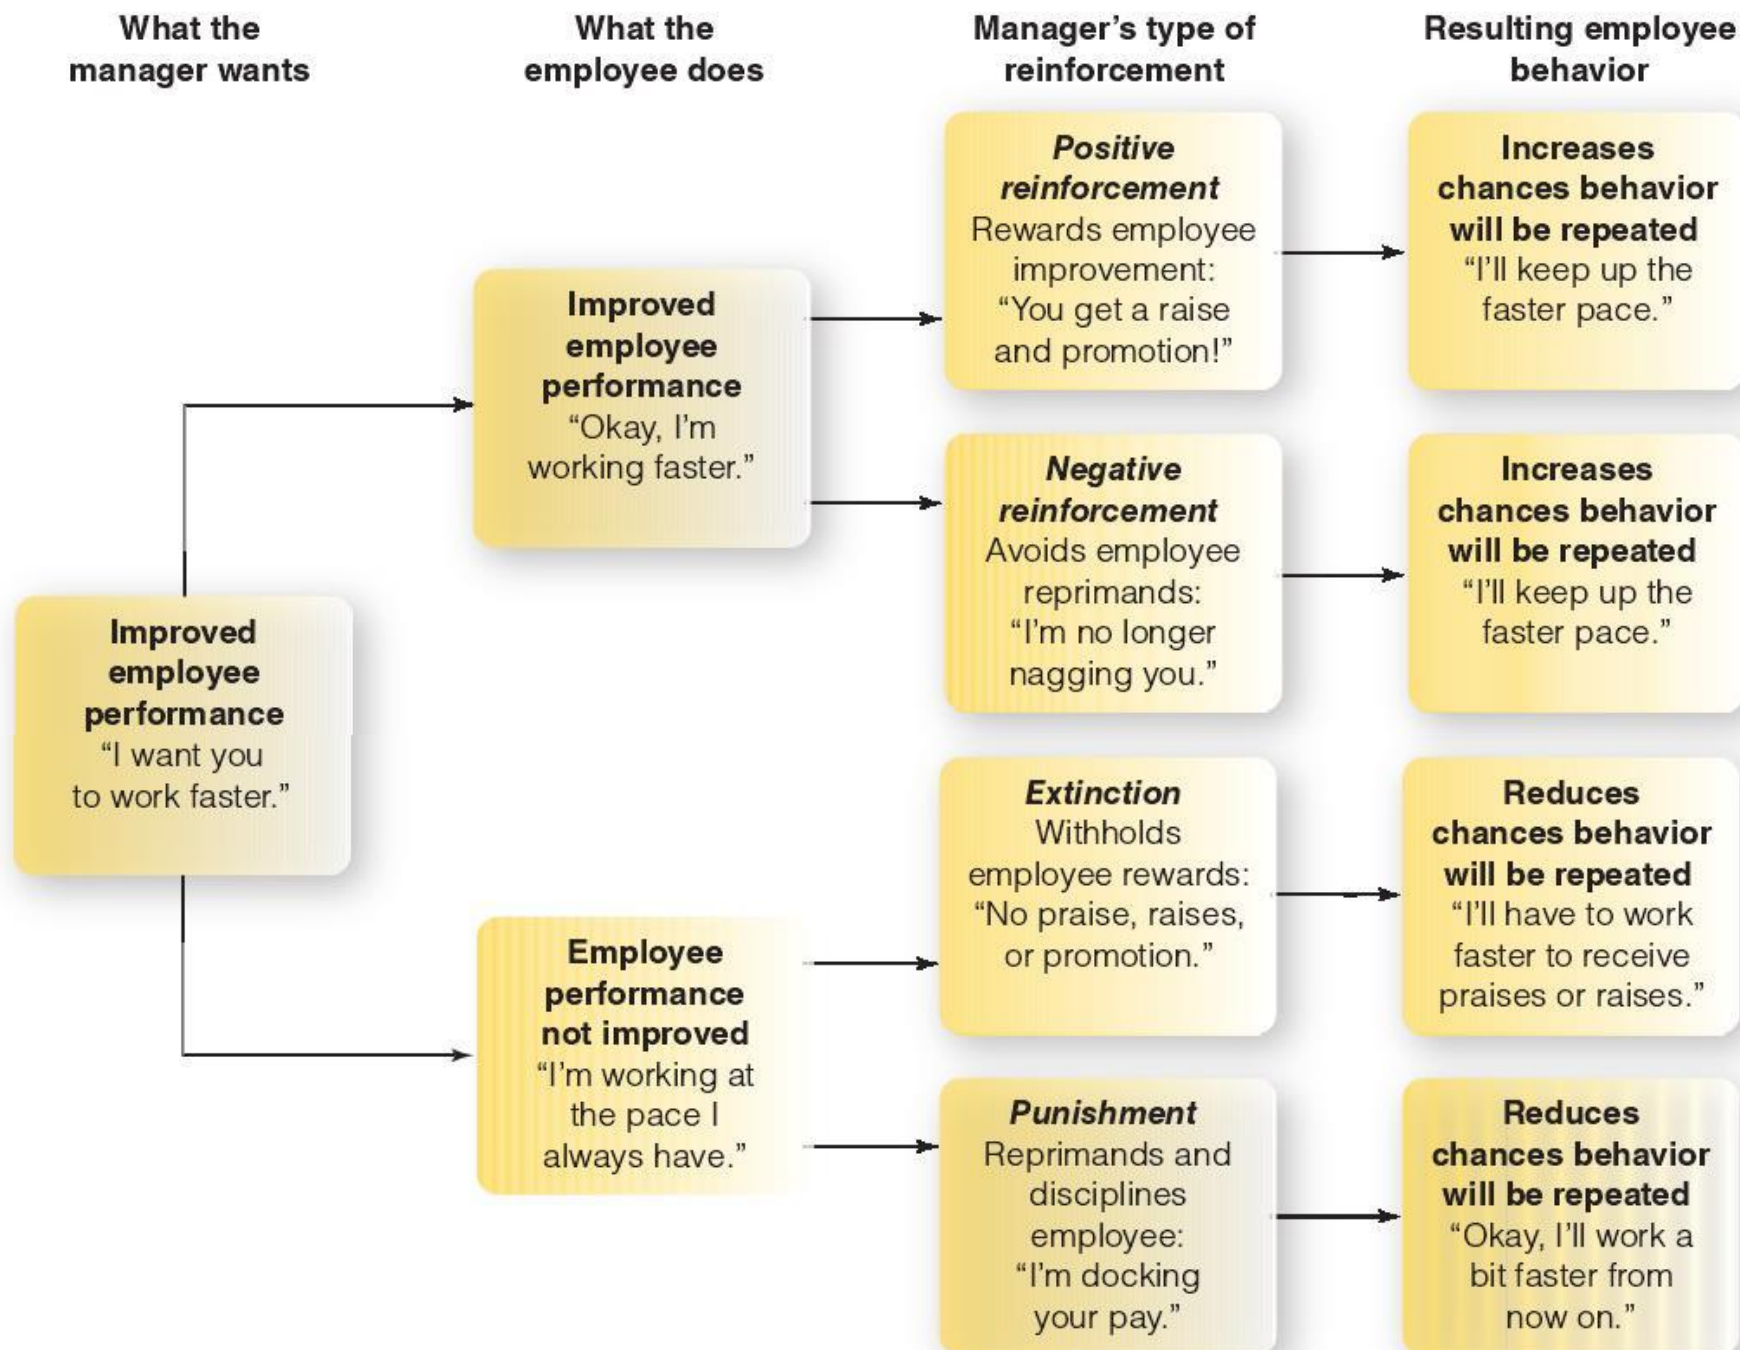 What the
manager wants
What the
employee does
Manager’s type of
reinforcement
Resulting employee
behavior
Improved
employee
performance
“I want you
to work faster.”
Improved
employee
performance
“Okay, I’m
working faster.”
Employee
performance
not improved
“I’m working at
the pace I
always have.”
Positive
reinforcement
Rewards employee
improvement:
“You get a raise
and promotion!”
Increases
chances behavior
will be repeated
“I’ll keep up the
faster pace.”
Negative
reinforcement
Avoids employee
reprimands:
“I’m no longer
nagging you.”
Increases
chances behavior
will be repeated
“I’ll keep up the
faster pace.”
Extinction
Withholds
employee rewards:
“No praise, raises,
or promotion.”
Reduces
chances behavior
will be repeated
“I’ll have to work
faster to receive
praises or raises.”
Punishment
Reprimands and
disciplines
employee:
“I’m docking
your pay.”
Reduces
chances behavior
will be repeated
“Okay, I’ll work a
bit faster from
now on.”